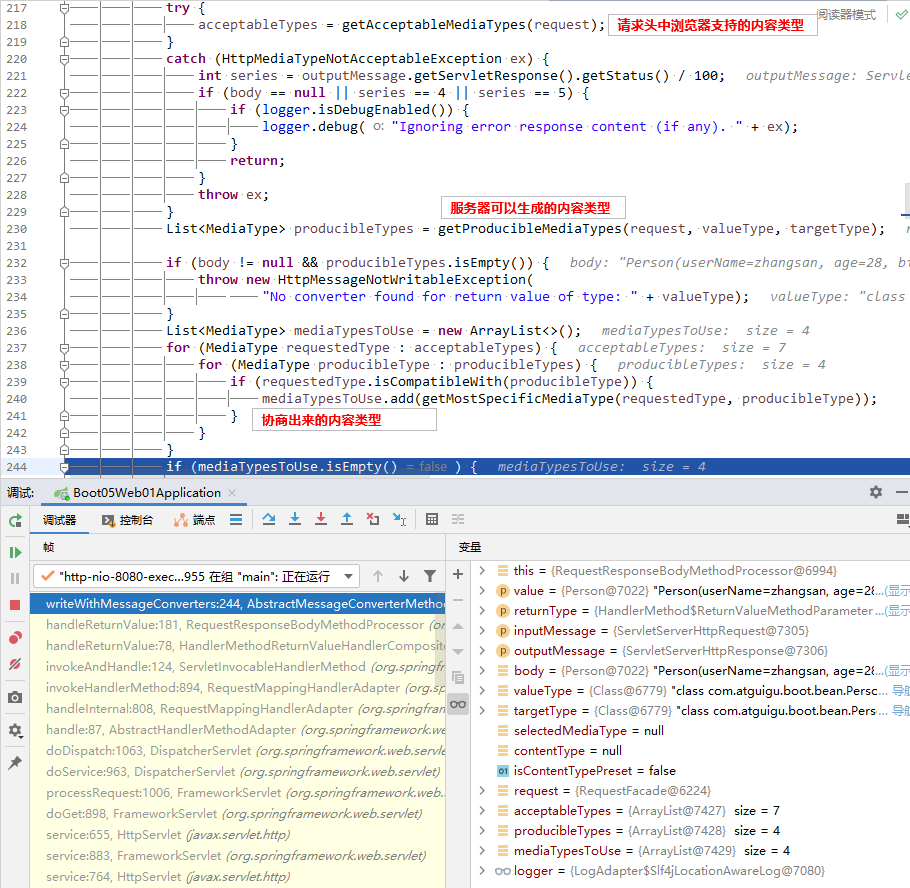 217 try {
218 acceptableTypes = getAcceptableMediaTypes(request); 请求头中浏览器支持的内容类型 阅读器模式
219 }
220 catch (HttpMediaTypeNotAcceptableException ex) {
221 int series = outputMessage.getServletResponse().getStatus() / 100; outputMessage: Servle
222 if (body == null || series == 4 || series == 5) {
223 if (logger.isDebugEnabled()) {
224 logger.debug( o: "Ignoring error response content (if any). " + ex);
225 }
226 return;
227 }
228 throw ex;
229 } 服务器可以生成的内容类型
230 List<MediaType> producibleTypes = getProducibleMediaTypes(request, valueType, targetType);
231
232 if (body != null && producibleTypes.isEmpty()) { body: "Person(userName=zhangsan, age=28, bi
233 throw new HttpMessageNotWritableException(
234 "No converter found for return value of type: " + valueType); valueType: "class
235 }
236 List<MediaType> mediaTypesToUse = new ArrayList<>(); mediaTypesToUse: size = 4
237 for (MediaType requestedType : acceptableTypes) { acceptableTypes: size = 7
238 for (MediaType producibleType : producibleTypes) { producibleTypes: size = 4
239 if (requestedType.isCompatibleWith(producibleType)) {
240 mediaTypesToUse.add(getMostSpecificMediaType(requestedType, producibleType));
241 } 协商出来的内容类型
242 }
243 }
244 if (mediaTypesToUse.isEmpty() = false ) { mediaTypesToUse: size = 4
调试: Boot05Web01Application
调试器 控制台 端点
帧
"http-nio-8080-exec...955 在组 "main": 正在运行
writeWithMessageConverters:244, AbstractMessageConverterMetho
handleReturnValue:181, RequestResponseBodyMethodProcessor (or
handleReturnValue:78, HandlerMethodReturnValueHandlerComposite
invokeAndHandle:124, ServletInvocableHandlerMethod (org.spring
invokeHandlerMethod:894, RequestMappingHandlerAdapter (org.sp
handleInternal:808, RequestMappingHandlerAdapter (org.springfra
handle:87, AbstractHandlerMethodAdapter (org.springframework.we
doDispatch:1063, DispatcherServlet (org.springframework.web.servle
doService:963, DispatcherServlet (org.springframework.web.servlet)
processRequest:1006, FrameworkServlet (org.springframework.web.
doGet:898, FrameworkServlet (org.springframework.web.servlet)
service:655, HttpServlet (javax.servlet.http)
service:883, FrameworkServlet (org.springframework.web.servlet)
service:764, HttpServlet (javax.servlet.http)
变量
this = {RequestResponseBodyMethodProcessor@6994}
value = {Person@7022} "Person(userName=zhangsan, age=28...(显示
returnType = {HandlerMethod$ReturnValueMethodParameter...(显示
inputMessage = {ServletServerHttpRequest@7305}
outputMessage = {ServletServerHttpResponse@7306}
body = {Person@7022} "Person(userName=zhangsan, age=28...(显示
valueType = {Class@6779} "class com.atguigu.boot.bean.Perso... 导航
targetType = {Class@6779} "class com.atguigu.boot.bean.Pers... 导航
selectedMediaType = null
contentType = null
isContentTypePreset = false
request = {RequestFacade@6224}
acceptableTypes = {ArrayList@7427} size = 7
producibleTypes = {ArrayList@7428} size = 4
mediaTypesToUse = {ArrayList@7429} size = 4
logger = {LogAdapter$Slf4jLocationAwareLog@7080}